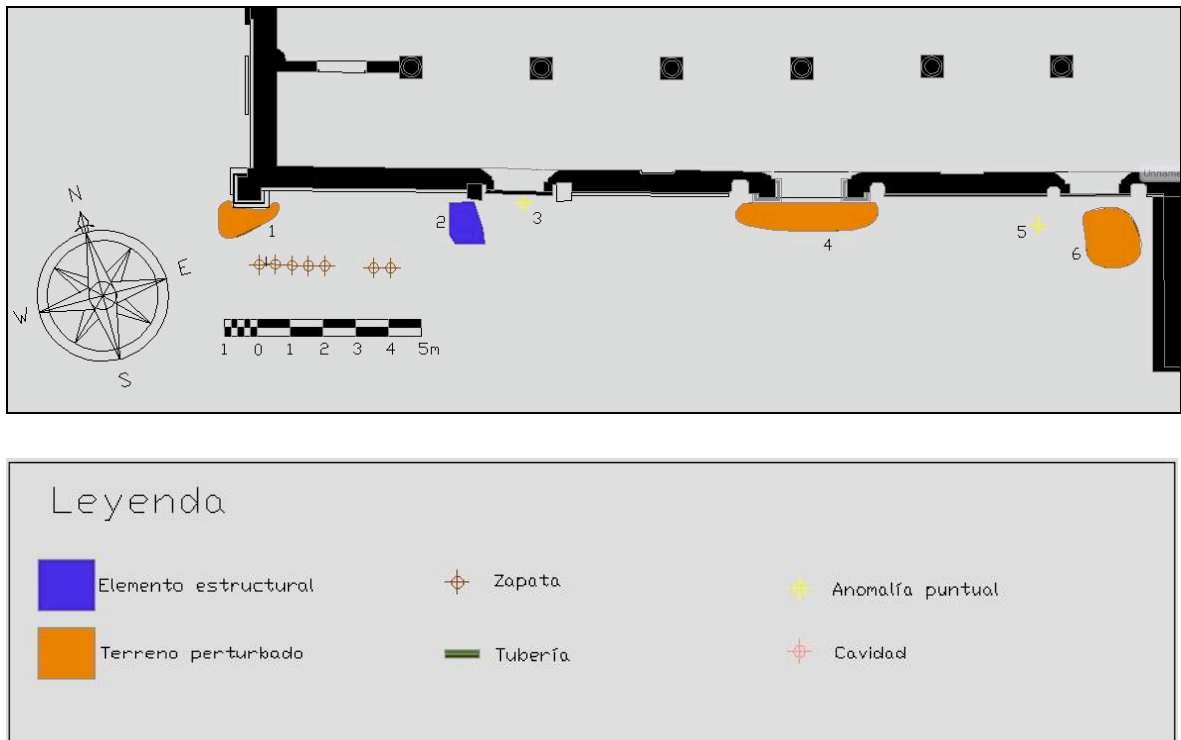 Unname
N
E
W
S
1
2
3
4
5
6
1 0 1 2 3 4 5m
Leyenda
Elemento estructural
Zapata
Anomalía puntual
Terreno perturbado
Tubería
Cavidad